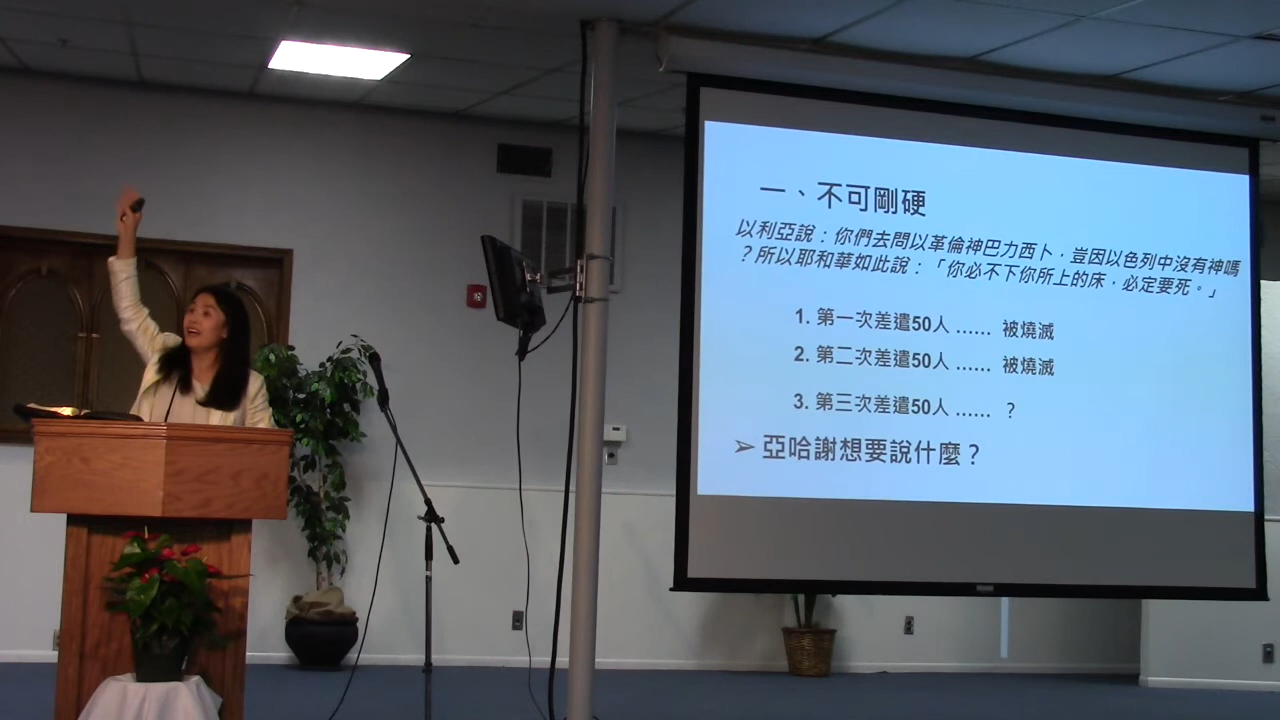 一、不可剛硬
以利亞說：你們去問以革倫神巴力西卜，豈因以色列中沒有神嗎
？所以耶和華如此說：「你必不下你所上的床，必定要死。」
1. 第一次差遣50人 …… 被燒滅
2. 第二次差遣50人 …… 被燒滅
3. 第三次差遣50人 …… ？
➢ 亞哈謝想要說什麼？